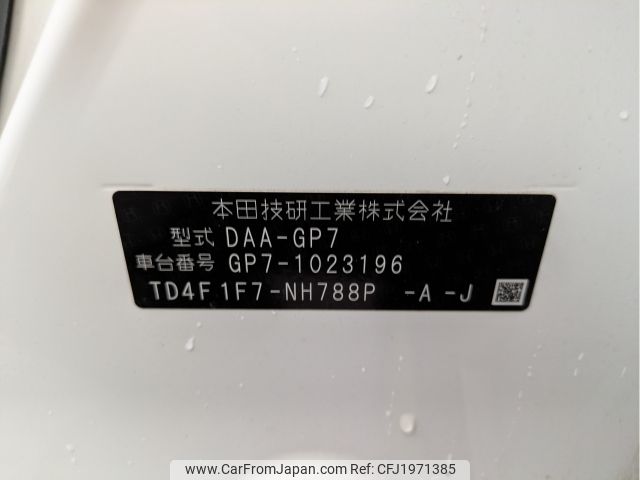 本田技研工業株式会社
型式 DAA-GP7
車台番号 GP7-1023196
TD4F1F7-NH788P -A -J
www.CarFromJapan.com - CarFromJapan - CFJ1971385